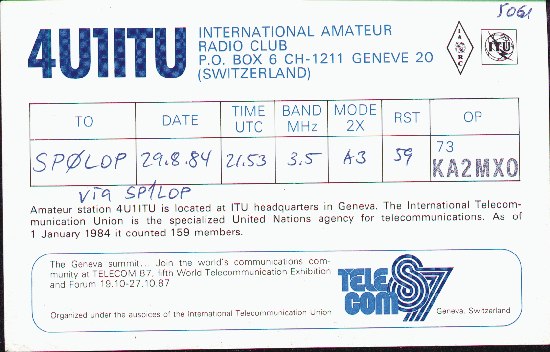 5061
4U1ITU
INTERNATIONAL AMATEUR
RADIO CLUB
P.O. BOX 6 CH-1211 GENEVE 20
(SWITZERLAND)
IARC
ITU
TO DATE TIME UTC BAND MHz MODE 2X RST OP
SPØLOP 29.8.84 21.53 3.5 A3 59 73 KA2MXO
via SP1LOP
Amateur station 4U1ITU is located at ITU headquarters in Geneva. The International Telecom-
munication Union is the specialized United Nations agency for telecommunications. As of
1 January 1984 it counted 159 members.
The Geneva summit... Join the world's communications com-
munity at TELECOM 87, fifth World Telecommunication Exhibition
and Forum 19.10-27.10.87
Organized under the auspices of the International Telecommunication Union
TELE
COM 87
Geneva, Switzerland